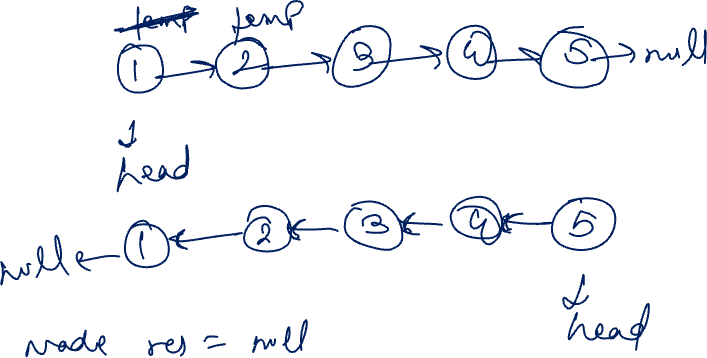 temp temp
1 → 2 → 3 → 4 → 5 → null
↓
head
null ← 1 ← 2 ← 3 ← 4 ← 5
↓
head
Node res = null